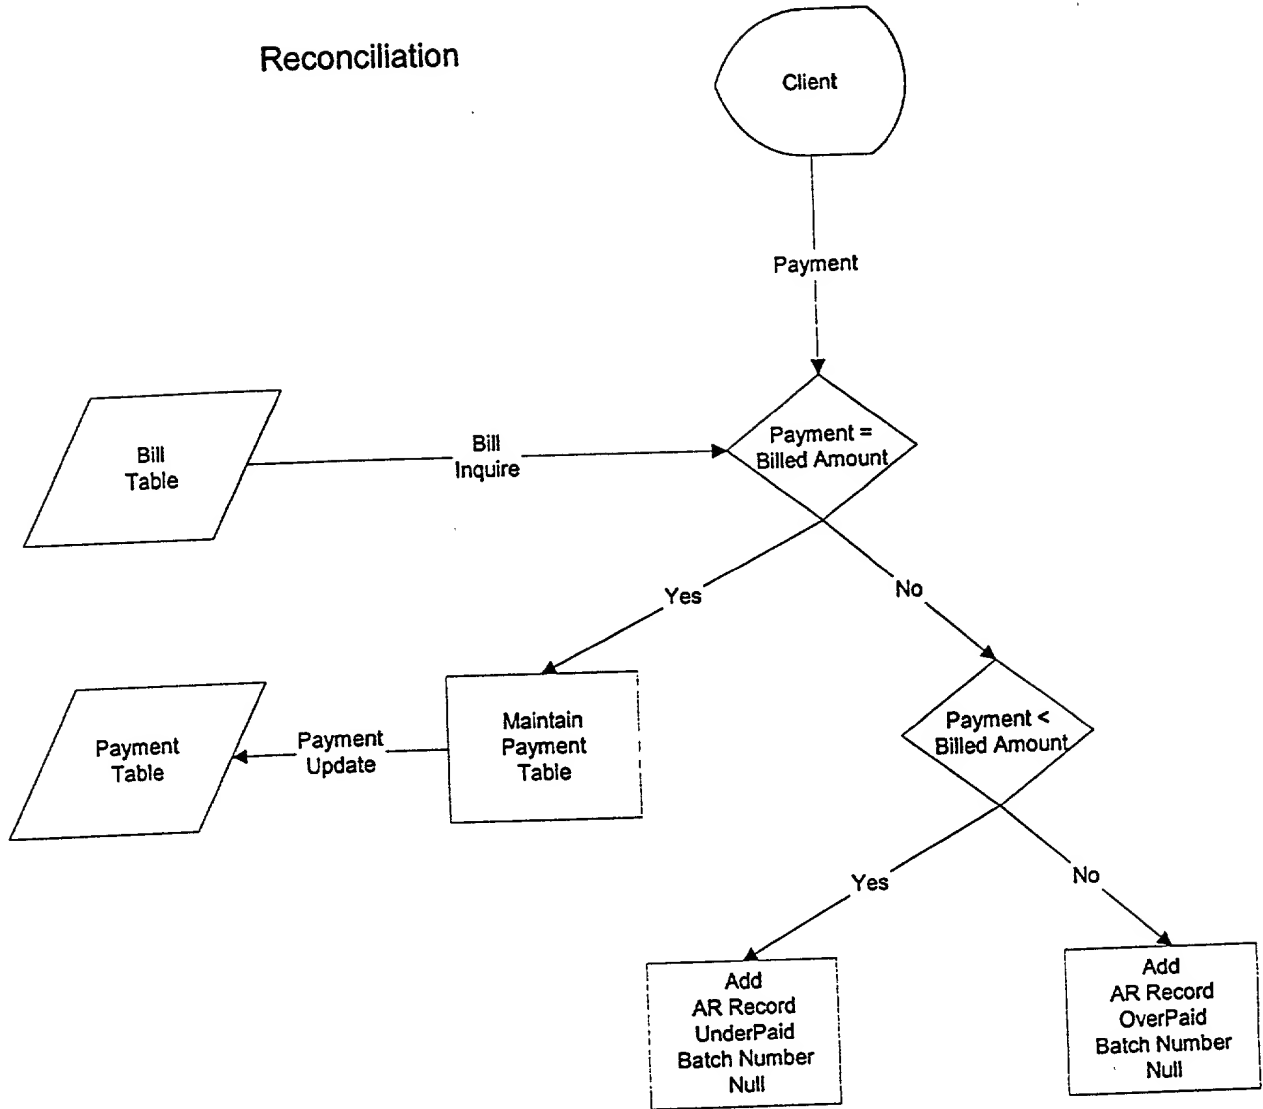 Reconciliation
Client
Payment
Payment =
Billed Amount
Bill
Table
Bill
Inquire
Yes
No
Payment
Table
Payment
Update
Maintain
Payment
Table
Payment <
Billed Amount
Yes
No
Add
AR Record
UnderPaid
Batch Number
Null
Add
AR Record
OverPaid
Batch Number
Null